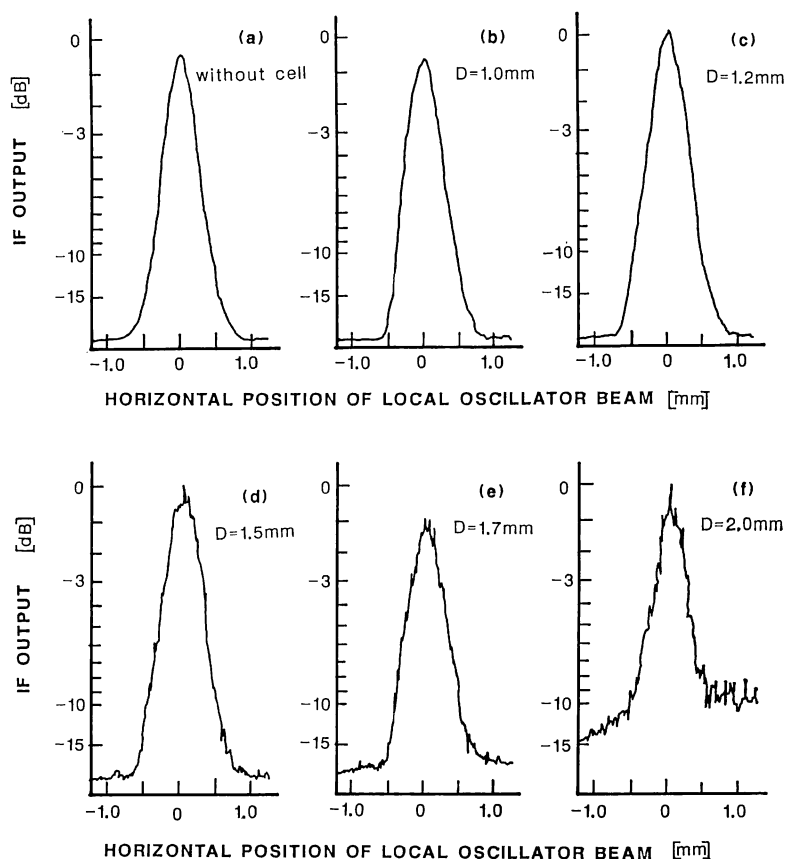 (a)
without cell
IF OUTPUT [dB]
0
-3
-10
-15
-1.0 0 1.0
(b)
D=1.0mm
0
-3
-10
-15
-1.0 0 1.0
(c)
D=1.2mm
0
-3
-10
-15
-1.0 0 1.0
HORIZONTAL POSITION OF LOCAL OSCILLATOR BEAM [mm]
(d)
D=1.5mm
IF OUTPUT [dB]
0
-3
-10
-15
-1.0 0 1.0
(e)
D=1.7mm
0
-3
-10
-15
-1.0 0 1.0
(f)
D=2.0mm
0
-3
-10
-15
-1.0 0 1.0
HORIZONTAL POSITION OF LOCAL OSCILLATOR BEAM [mm]